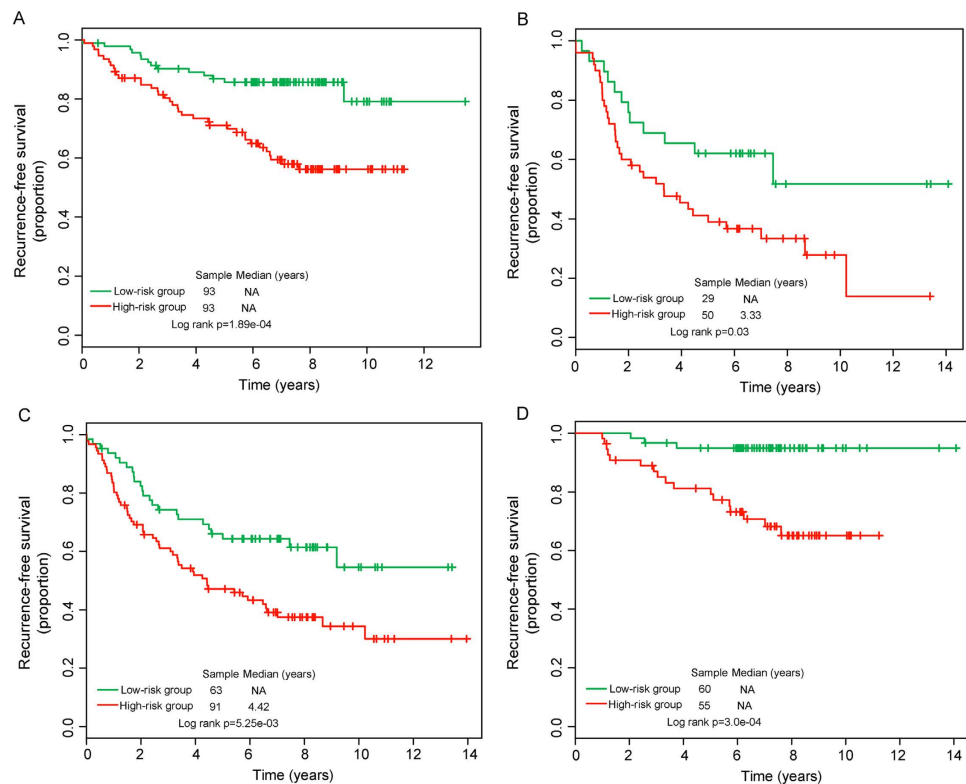 A
Recurrence-free survival
(proportion)
1.0
0.8
0.6
0.4
0.2
0.0
Sample Median (years)
Low-risk group 93 NA
High-risk group 93 NA
Log rank p=1.89e-04
0 2 4 6 8 10 12
Time (years)
B
Recurrence-free survival
(proportion)
1.0
0.8
0.6
0.4
0.2
0.0
Sample Median (years)
Low-risk group 29 NA
High-risk group 50 3.33
Log rank p=0.03
0 2 4 6 8 10 12 14
Time (years)
C
Recurrence-free survival
(proportion)
1.0
0.8
0.6
0.4
0.2
0.0
Sample Median (years)
Low-risk group 63 NA
High-risk group 91 4.42
Log rank p=5.25e-03
0 2 4 6 8 10 12 14
Time (years)
D
Recurrence-free survival
(proportion)
1.0
0.8
0.6
0.4
0.2
0.0
Sample Median (years)
Low-risk group 60 NA
High-risk group 55 NA
Log rank p=3.0e-04
0 2 4 6 8 10 12 14
Time (years)